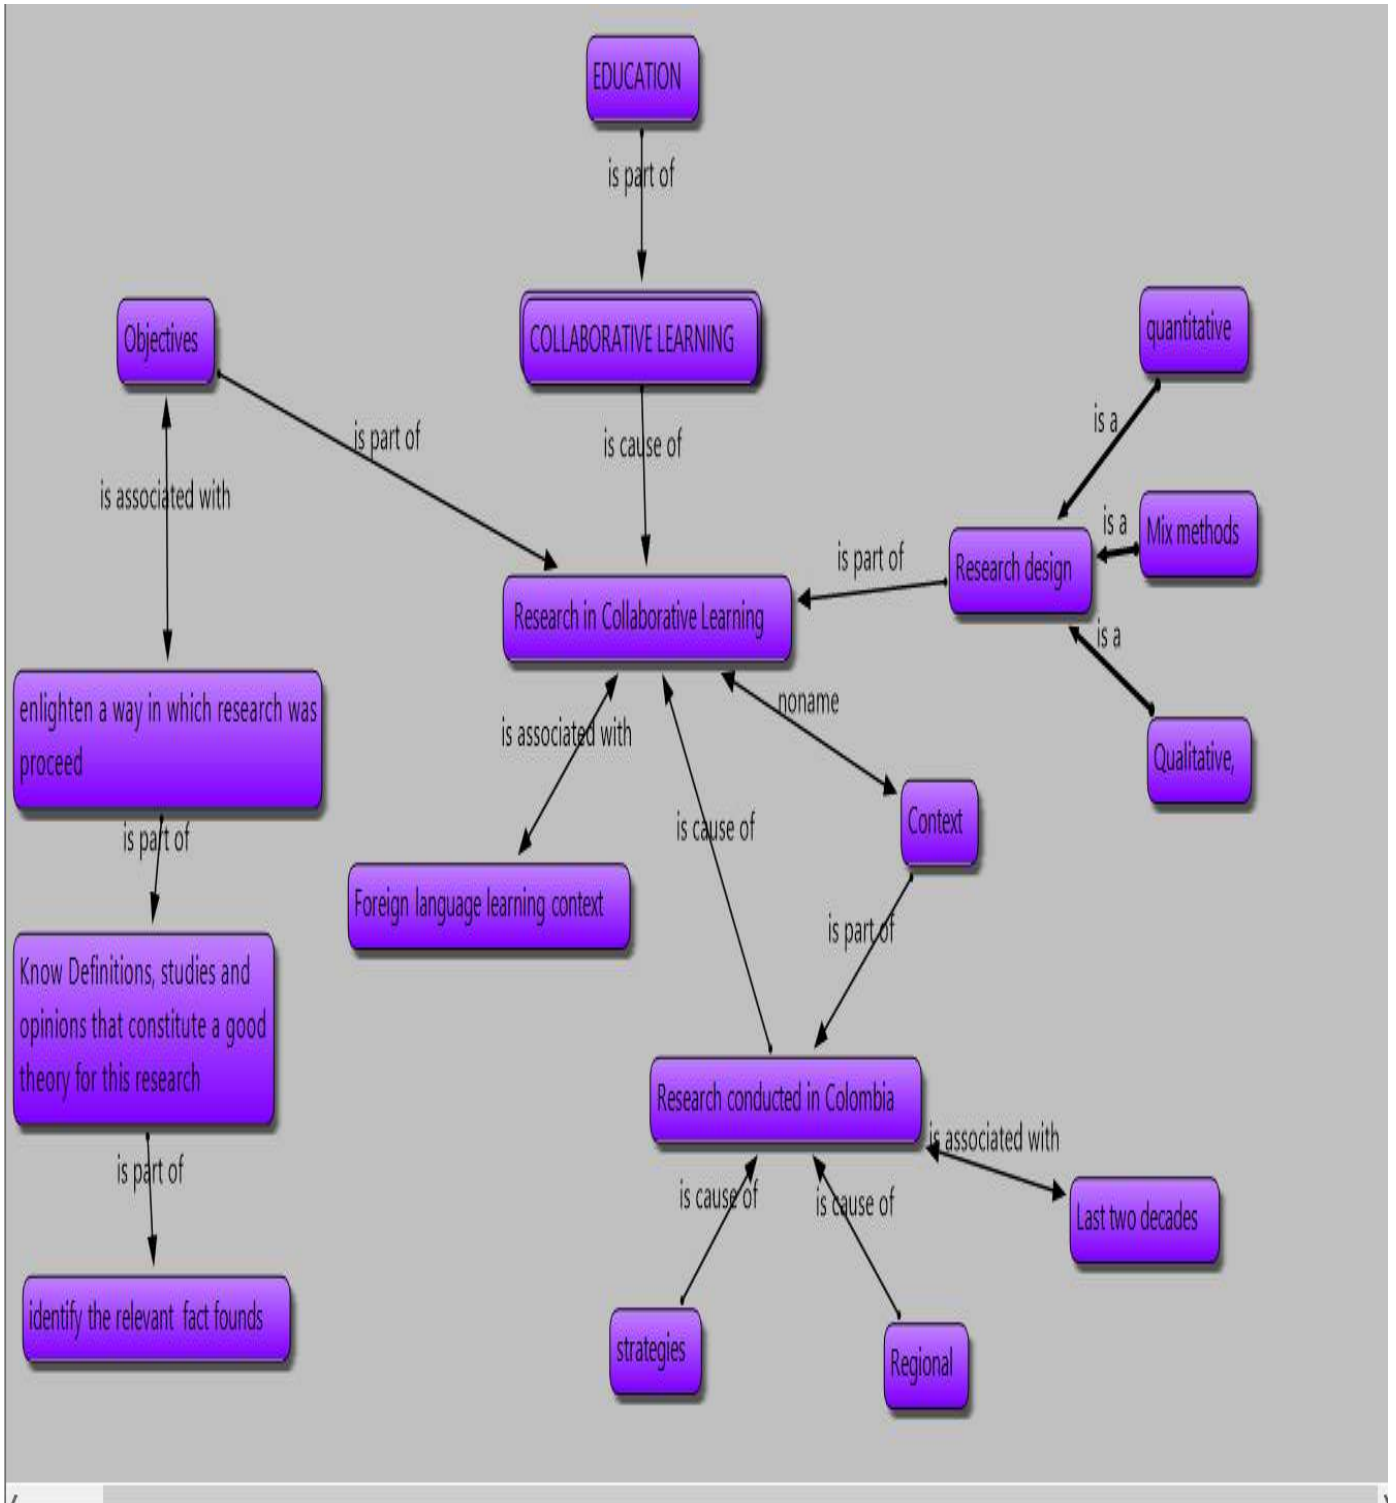 EDUCATION
is part of
COLLABORATIVE LEARNING
Objectives
quantitative
is a
is part of
is cause of
is associated with
is a
Mix methods
is part of
Research design
Research in Collaborative Learning
is a
enlighten a way in which research was
proceed
noname
is associated with
Qualitative,
is part of
is cause of
Context
Foreign language learning context
is part of
Know Definitions, studies and
opinions that constitute a good
theory for this research
Research conducted in Colombia
is associated with
is part of
is cause of
is cause of
Last two decades
identify the relevant fact founds
strategies
Regional